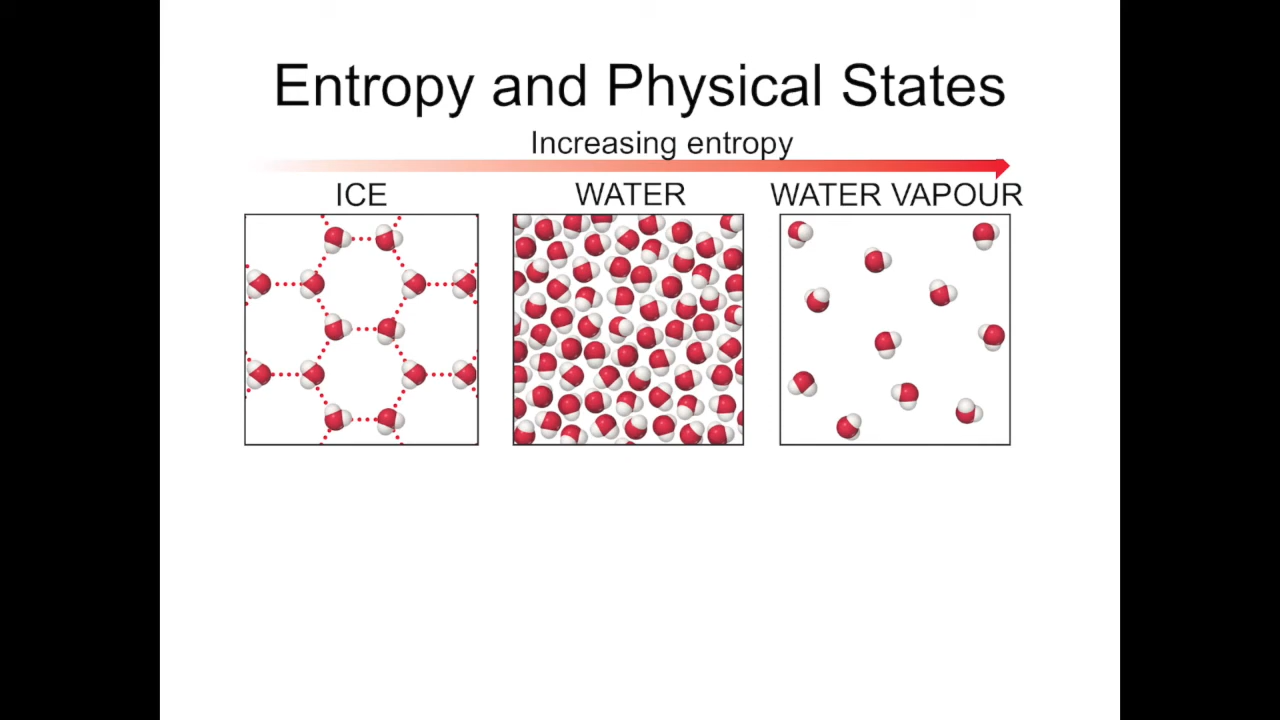 Entropy and Physical States
Increasing entropy
ICE
WATER
WATER VAPOUR